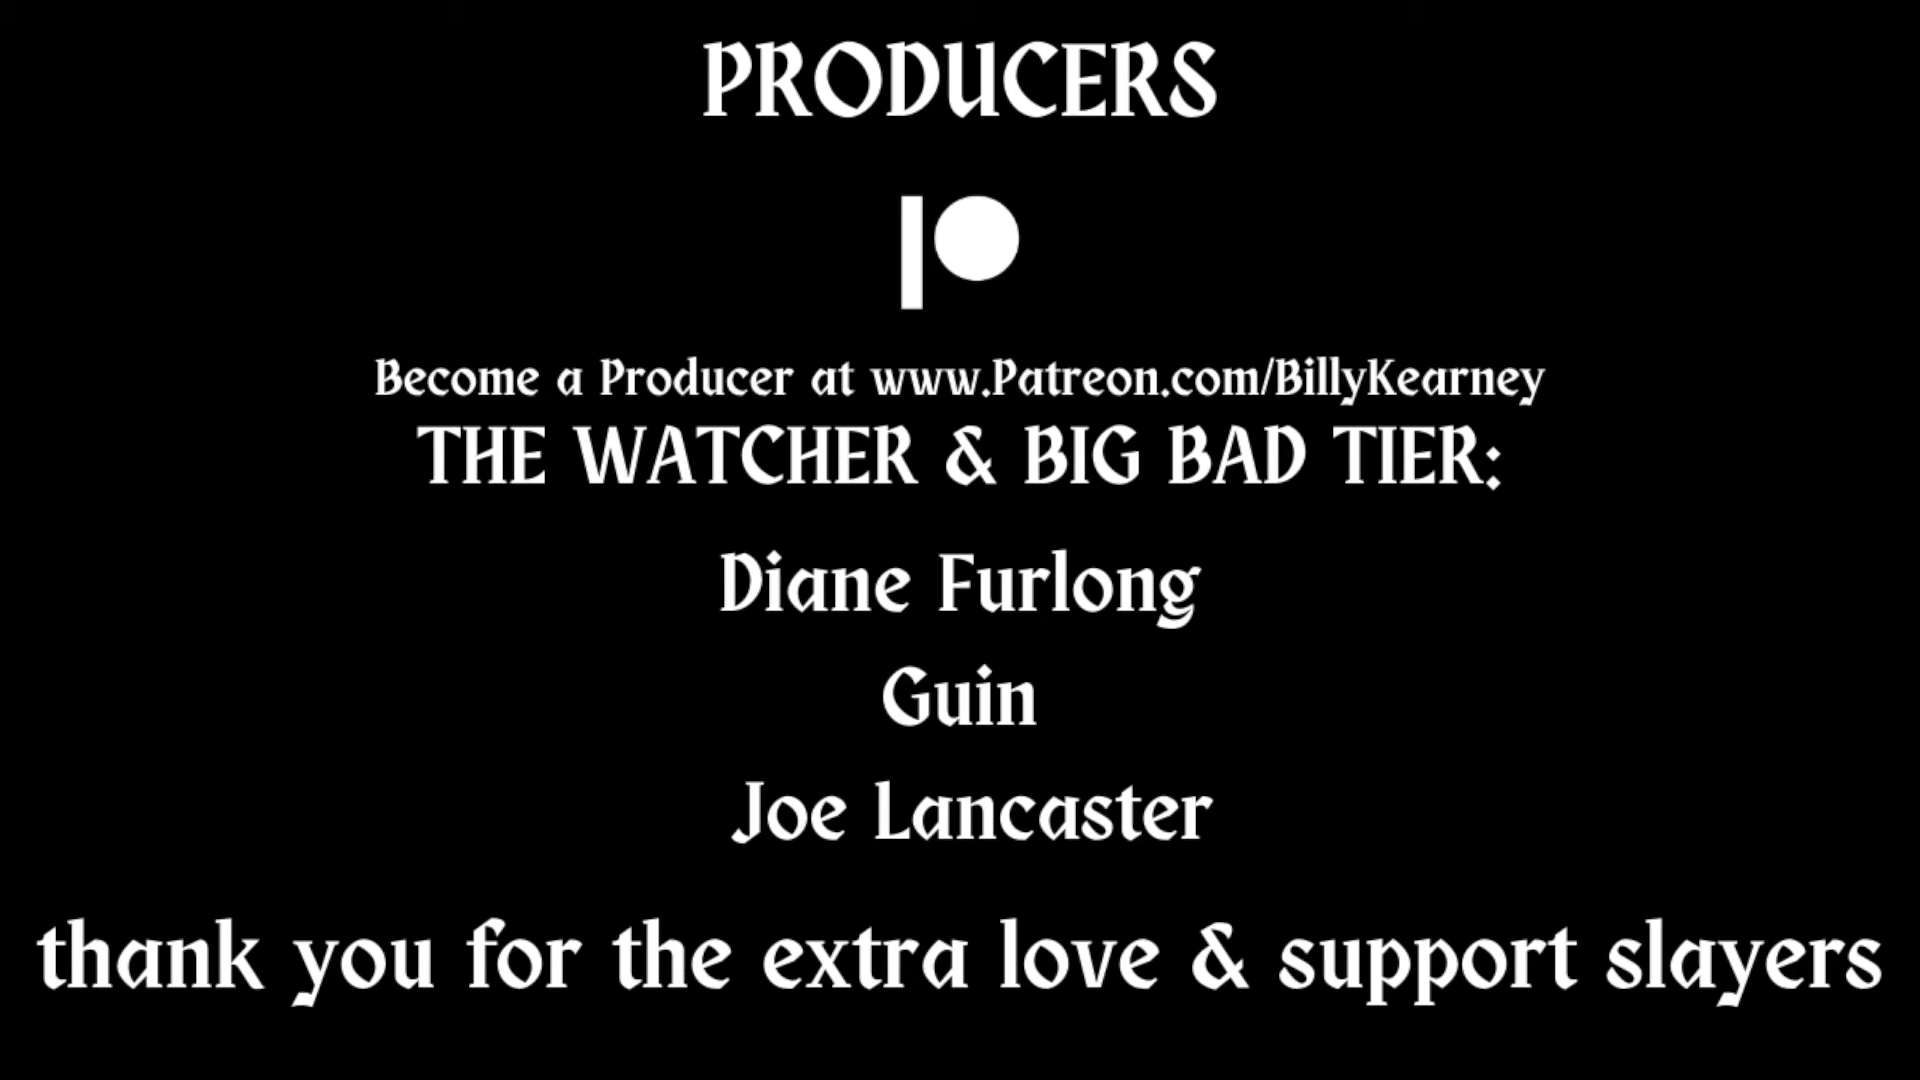 PRODUCERS
Become a Producer at www.Patreon.com/BillyKearney
THE WATCHER & BIG BAD TIER:
Diane Furlong
Guin
Joe Lancaster
thank you for the extra love & support slayers